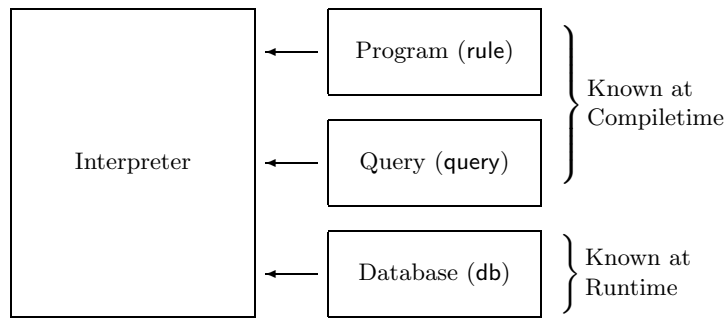 Interpreter
Program (rule)
Query (query)
Database (db)
Known at
Compiletime
Known at
Runtime